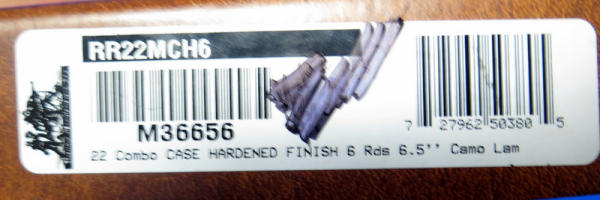 RR22MCH6
M36656
7 27962 50380 5
22 Combo CASE HARDENED FINISH 6 Rds 6.5'' Camo Lam